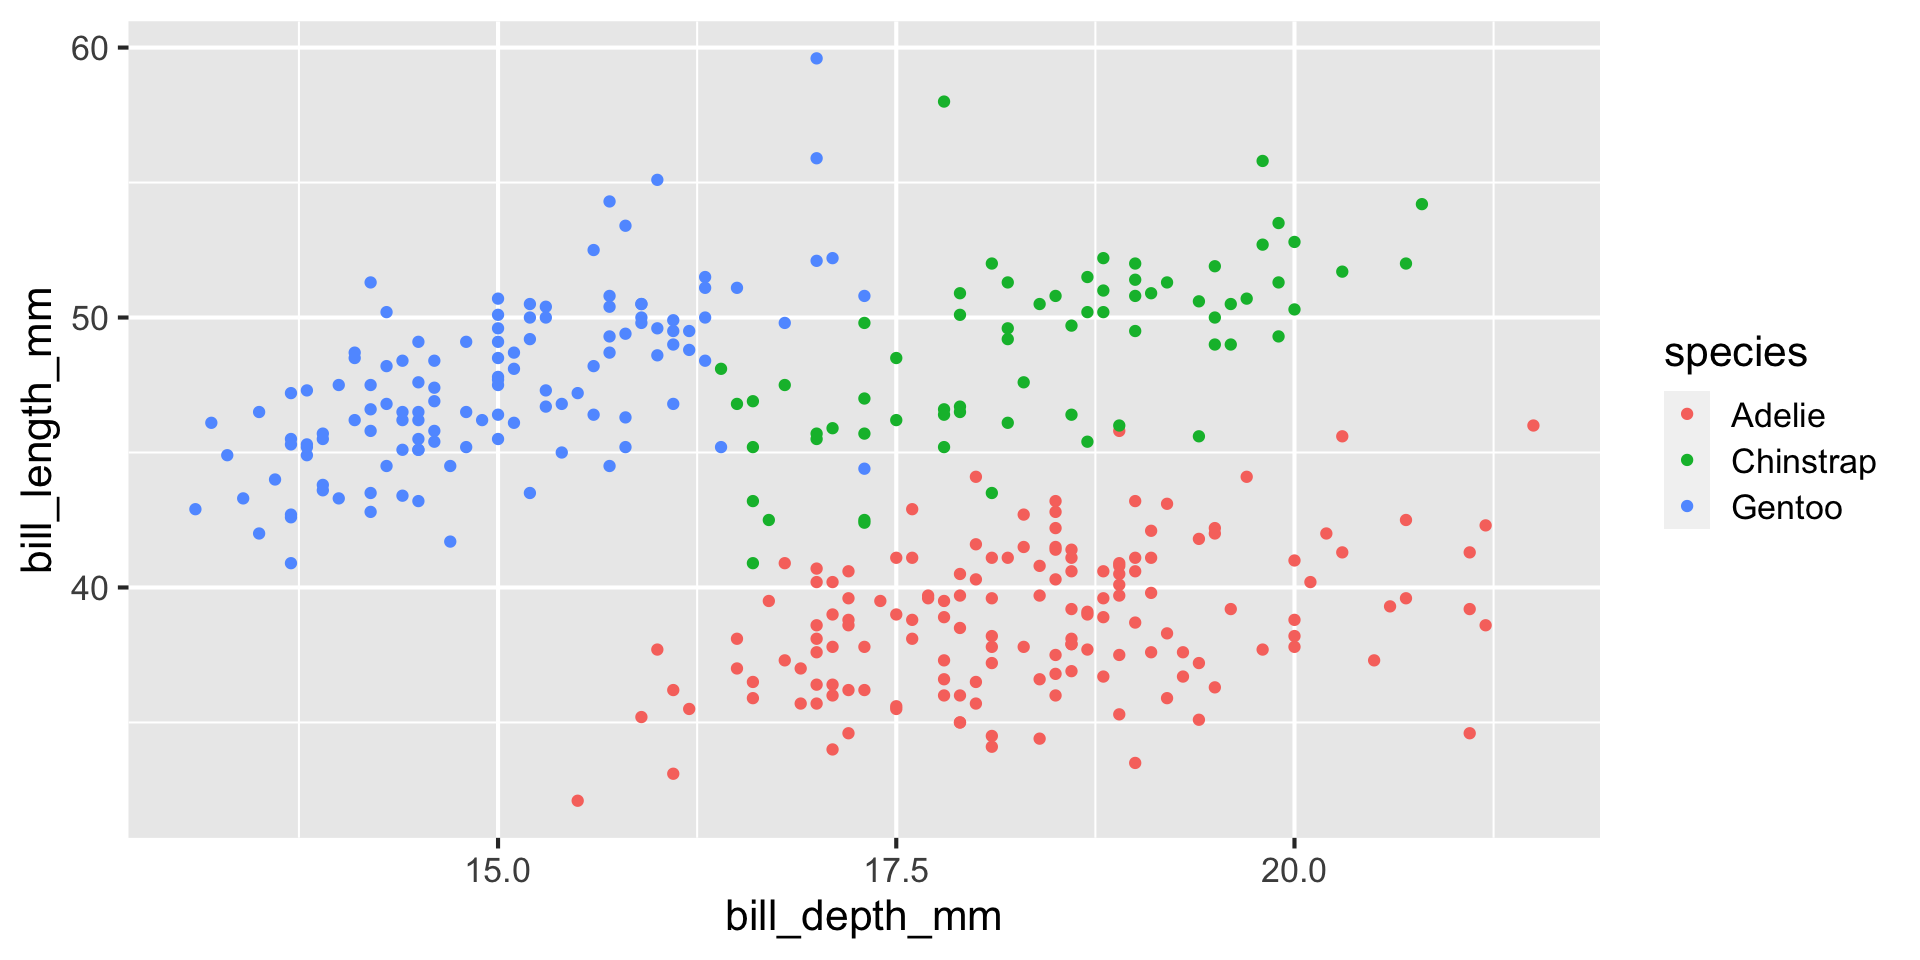 60
50
40
bill_length_mm
15.0 17.5 20.0
bill_depth_mm
species
Adelie
Chinstrap
Gentoo